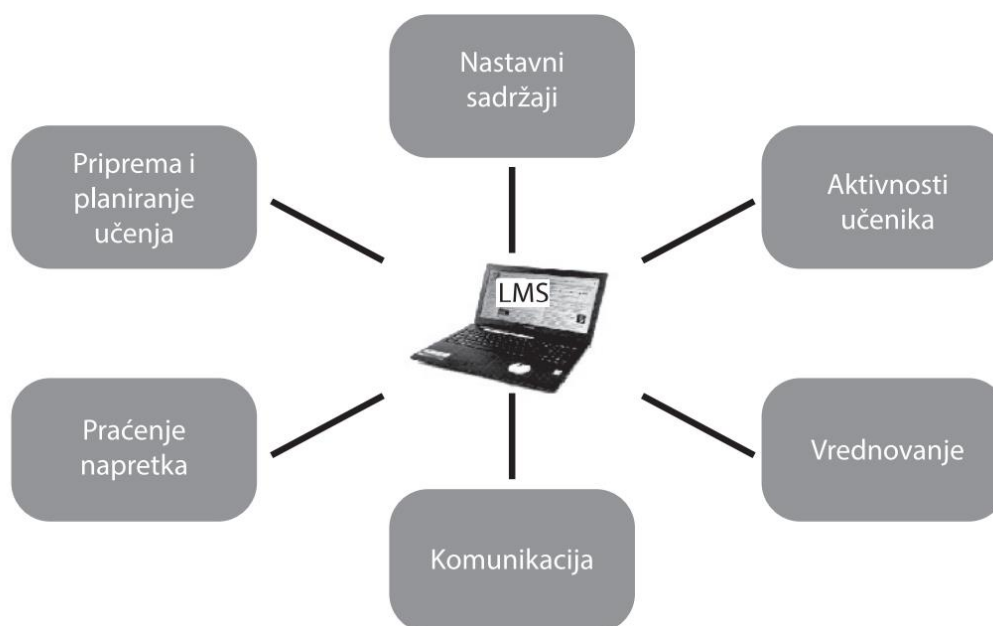 Nastavni
sadržaji
Priprema i
planiranje
učenja
Aktivnosti
učenika
LMS
Praćenje
napretka
Vrednovanje
Komunikacija